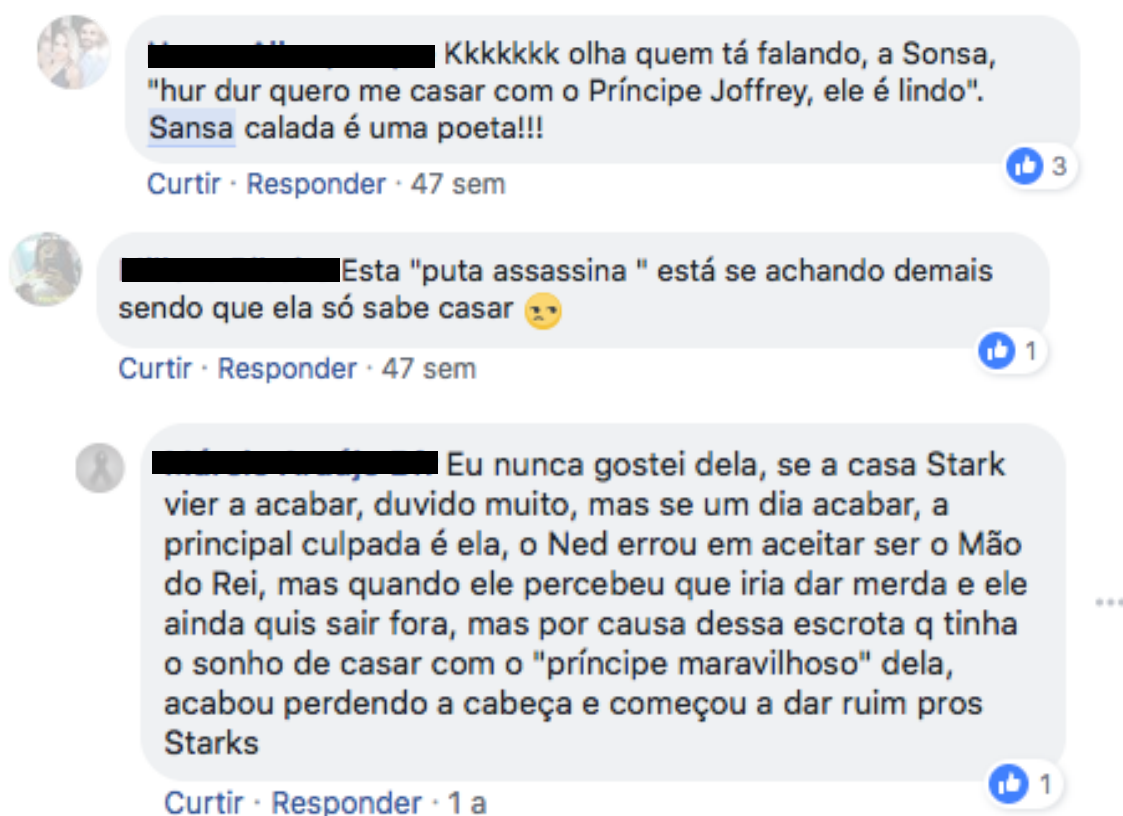 Kkkkkkk olha quem tá falando, a Sonsa,
"hur dur quero me casar com o Príncipe Joffrey, ele é lindo".
Sansa calada é uma poeta!!!
3
Curtir · Responder · 47 sem
Esta "puta assassina " está se achando demais
sendo que ela só sabe casar
1
Curtir · Responder · 47 sem
Eu nunca gostei dela, se a casa Stark
vier a acabar, duvido muito, mas se um dia acabar, a
principal culpada é ela, o Ned errou em aceitar ser o Mão
do Rei, mas quando ele percebeu que iria dar merda e ele
ainda quis sair fora, mas por causa dessa escrota q tinha
o sonho de casar com o "príncipe maravilhoso" dela,
acabou perdendo a cabeça e começou a dar ruim pros
Starks
1
Curtir · Responder · 1 a